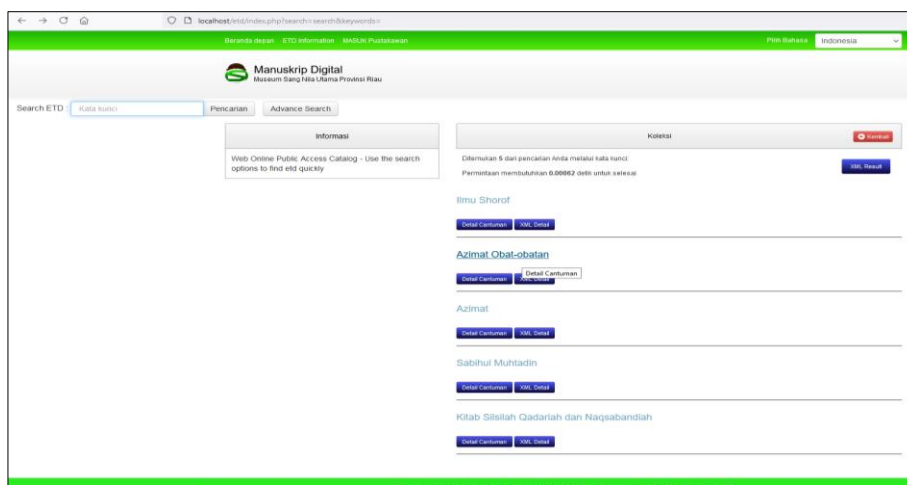 localhost/etd/index.php?search=search&keywords=
Beranda depan ETD Information MASUK Pustakawan
Pilih Bahasa Indonesia
Manuskrip Digital
Museum Sang Nila Utama Provinsi Riau
Search ETD : Kata kunci Pencarian Advance Search
Informasi
Web Online Public Access Catalog - Use the search
options to find etd quickly
Koleksi Kembali
Ditemukan 5 dari pencarian Anda melalui kata kunci:
Permintaan membutuhkan 0.00062 detik untuk selesai
XML Result
Ilmu Shorof
Detail Cantuman XML Detail
Azimat Obat-obatan
Detail Cantuman
Detail Cantuman XML Detail
Azimat
Detail Cantuman XML Detail
Sabihul Muhtadin
Detail Cantuman XML Detail
Kitab Silsilah Qadariah dan Naqsabandiah
Detail Cantuman XML Detail